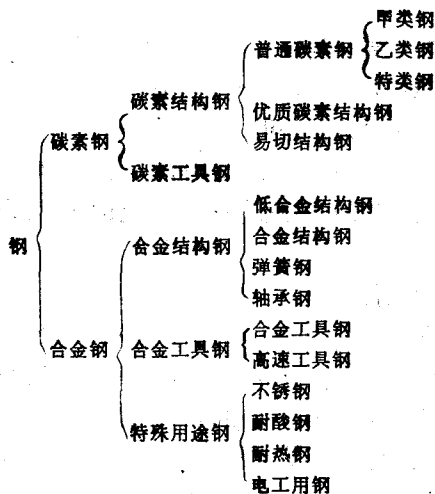 甲类钢
普通碳素钢
乙类钢
特类钢
碳素结构钢
优质碳素结构钢
碳素钢
易切结构钢
碳素工具钢
低合金结构钢
钢
合金结构钢
合金结构钢
弹簧钢
轴承钢
合金工具钢
合金钢
合金工具钢
高速工具钢
不锈钢
耐酸钢
特殊用途钢
耐热钢
电工用钢